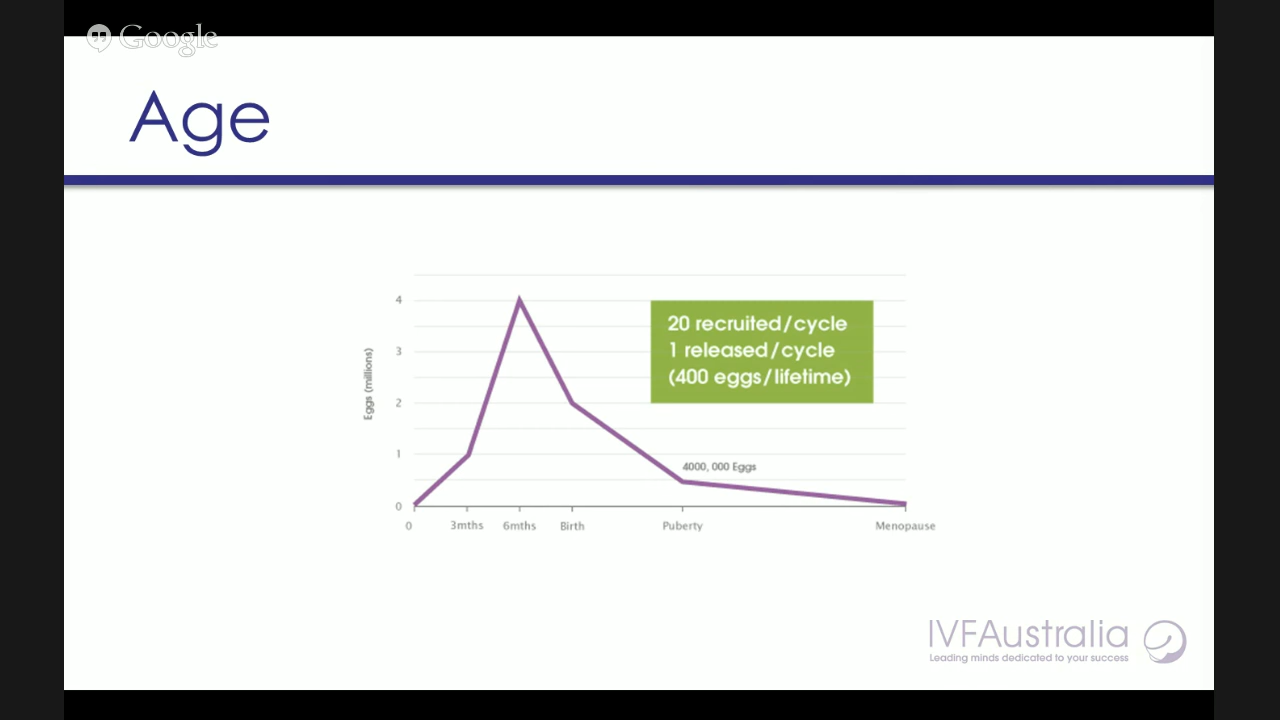 Google
Age
4
3
2
1
0
Eggs (millions)
20 recruited/cycle
1 released/cycle
(400 eggs/lifetime)
4000, 000 Eggs
0 3mths 6mths Birth Puberty Menopause
IVFAustralia
Leading minds dedicated to your success